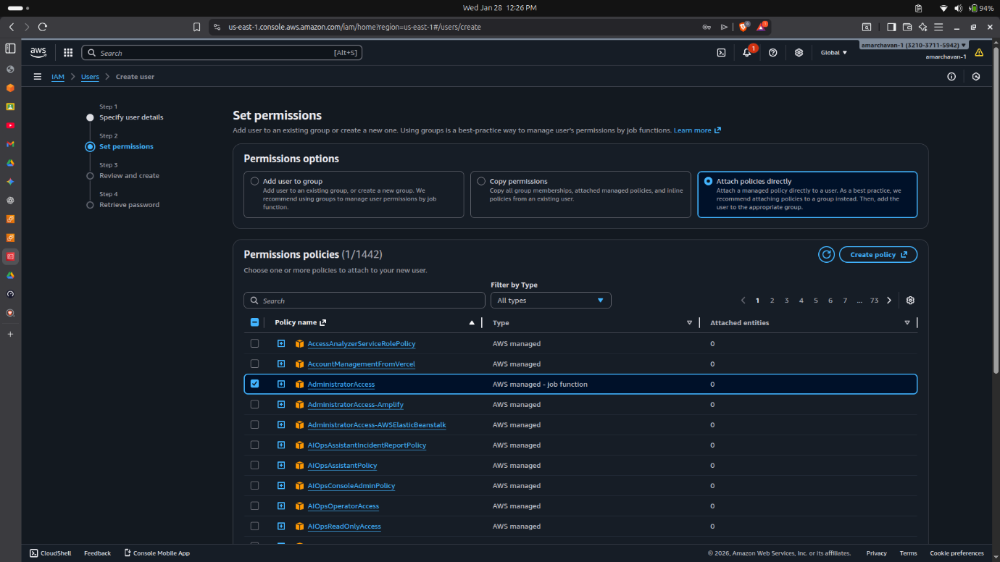 Wed Jan 28 12:26 PM
94%
us-east-1.console.aws.amazon.com/iam/home?region=us-east-1#/users/create
aws
Search [Alt+S]
1
Global
amarchavan-1 (3210-3711-5942)
amarchavan-1
IAM > Users > Create user
Step 1
Specify user details
Step 2
Set permissions
Step 3
Review and create
Step 4
Retrieve password
Set permissions
Add user to an existing group or create a new one. Using groups is a best-practice way to manage user's permissions by job functions. Learn more
Permissions options
Add user to group
Add user to an existing group, or create a new group. We
recommend using groups to manage user permissions by job
function.
Copy permissions
Copy all group memberships, attached managed policies, and inline
policies from an existing user.
Attach policies directly
Attach a managed policy directly to a user. As a best practice, we
recommend attaching policies to a group instead. Then, add the
user to the appropriate group.
Permissions policies (1/1442)
Create policy
Choose one or more policies to attach to your new user.
Filter by Type
Search
All types
1 2 3 4 5 6 7 ... 73
Policy name Type Attached entities
AccessAnalyzerServiceRolePolicy AWS managed 0
AccountManagementFromVercel AWS managed 0
AdministratorAccess AWS managed - job function 0
AdministratorAccess-Amplify AWS managed 0
AdministratorAccess-AWSElasticBeanstalk AWS managed 0
AIOpsAssistantIncidentReportPolicy AWS managed 0
AIOpsAssistantPolicy AWS managed 0
AIOpsConsoleAdminPolicy AWS managed 0
AIOpsOperatorAccess AWS managed 0
AIOpsReadOnlyAccess AWS managed 0
CloudShell Feedback Console Mobile App © 2026, Amazon Web Services, Inc. or its affiliates. Privacy Terms Cookie preferences